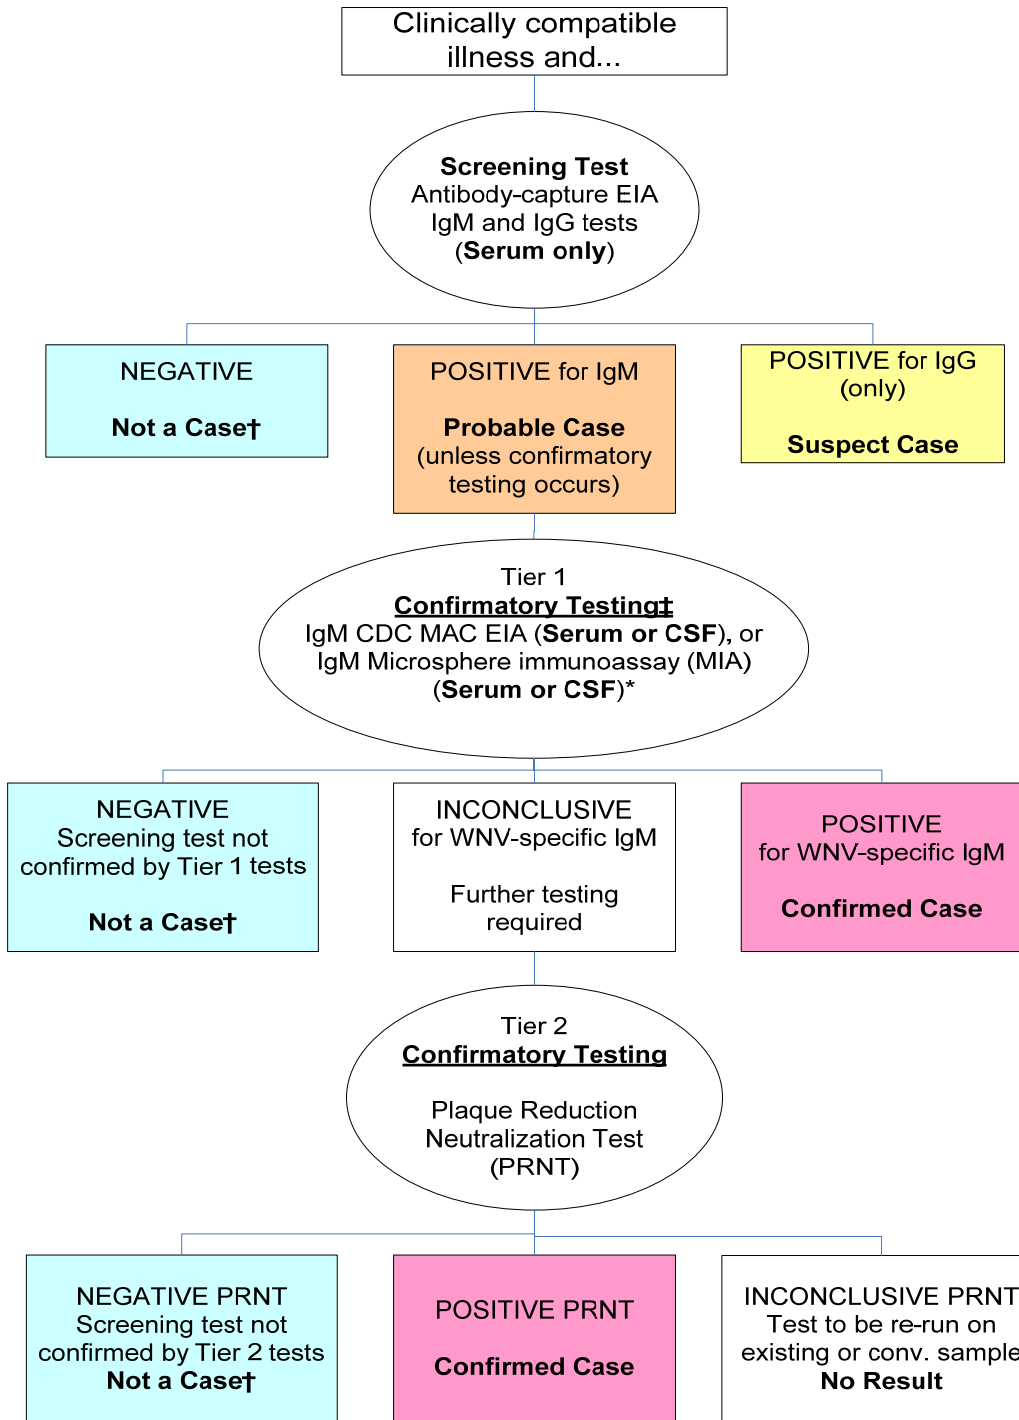 Clinically compatible
illness and...
Screening Test
Antibody-capture EIA
IgM and IgG tests
(Serum only)
NEGATIVE
Not a Case†
POSITIVE for IgM
Probable Case
(unless confirmatory
testing occurs)
POSITIVE for IgG
(only)
Suspect Case
Tier 1
Confirmatory Testing‡
IgM CDC MAC EIA (Serum or CSF), or
IgM Microsphere immunoassay (MIA)
(Serum or CSF)*
NEGATIVE
Screening test not
confirmed by Tier 1 tests
Not a Case†
INCONCLUSIVE
for WNV-specific IgM
Further testing
required
POSITIVE
for WNV-specific IgM
Confirmed Case
Tier 2
Confirmatory Testing
Plaque Reduction
Neutralization Test
(PRNT)
NEGATIVE PRNT
Screening test not
confirmed by Tier 2 tests
Not a Case†
POSITIVE PRNT
Confirmed Case
INCONCLUSIVE PRNT
Test to be re-run on
existing or conv. sample
No Result